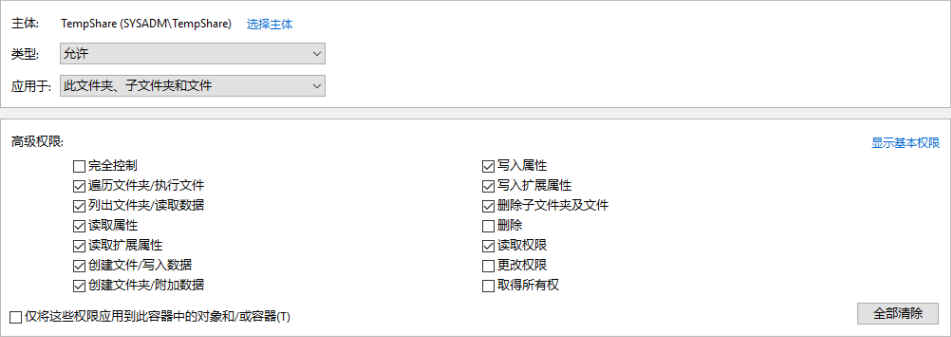 主体: TempShare (SYSADM\TempShare) 选择主体
类型: 允许
应用于: 此文件夹、子文件夹和文件
高级权限: 显示基本权限
完全控制 写入属性
遍历文件夹/执行文件 写入扩展属性
列出文件夹/读取数据 删除子文件夹及文件
读取属性 删除
读取扩展属性 读取权限
创建文件/写入数据 更改权限
创建文件夹/附加数据 取得所有权
仅将这些权限应用到此容器中的对象和/或容器(T) 全部清除